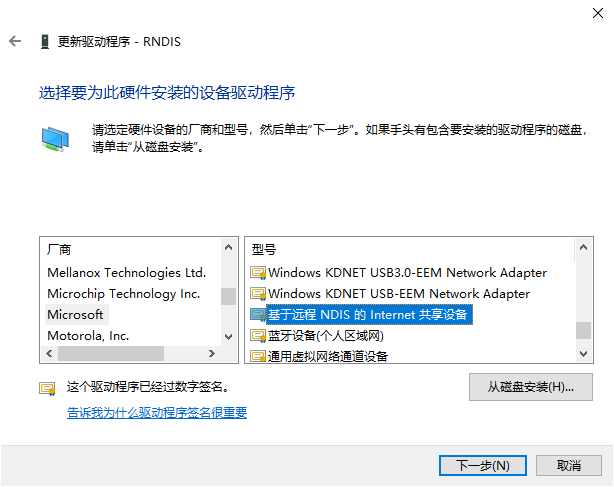 更新驱动程序 - RNDIS
选择要为此硬件安装的设备驱动程序
请选定硬件设备的厂商和型号，然后单击“下一步”。如果手头有包含要安装的驱动程序的磁盘，
请单击“从磁盘安装”。
厂商
Mellanox Technologies Ltd.
Microchip Technology Inc.
Microsoft
Motorola, Inc.
型号
Windows KDNET USB3.0-EEM Network Adapter
Windows KDNET USB-EEM Network Adapter
基于远程 NDIS 的 Internet 共享设备
蓝牙设备(个人区域网)
通用虚拟网络通道设备
这个驱动程序已经过数字签名。
告诉我为什么驱动程序签名很重要
从磁盘安装(H)...
下一步(N)
取消